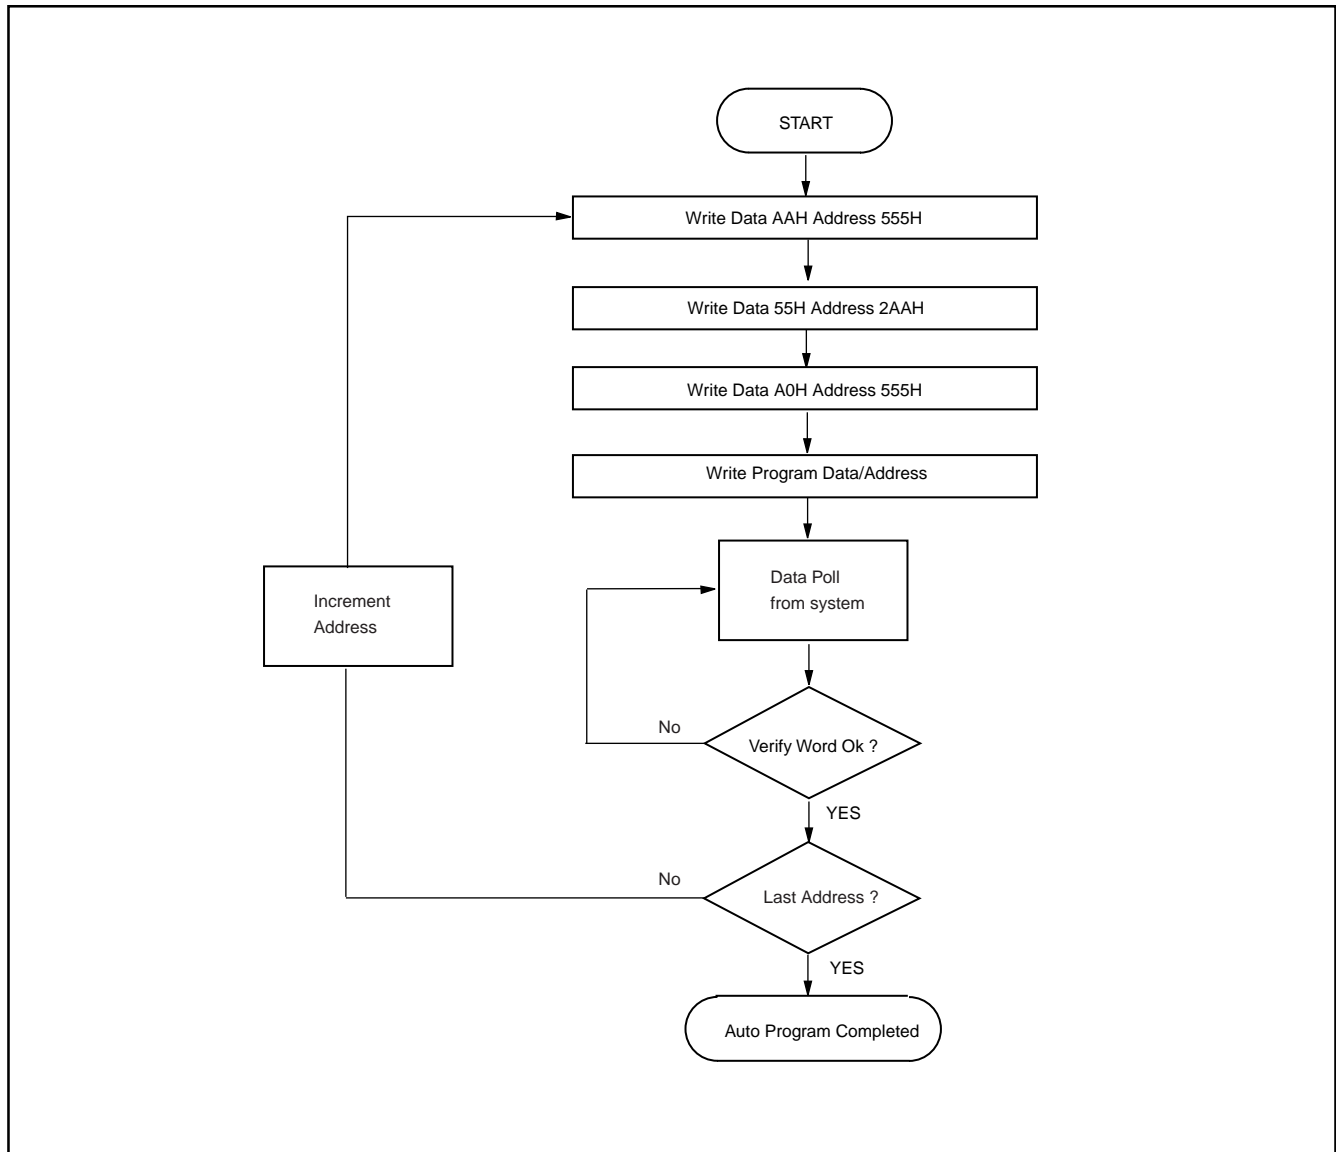 START
Write Data AAH Address 555H
Write Data 55H Address 2AAH
Write Data A0H Address 555H
Write Program Data/Address
Data Poll
from system
Increment
Address
No
Verify Word Ok ?
YES
No
Last Address ?
YES
Auto Program Completed